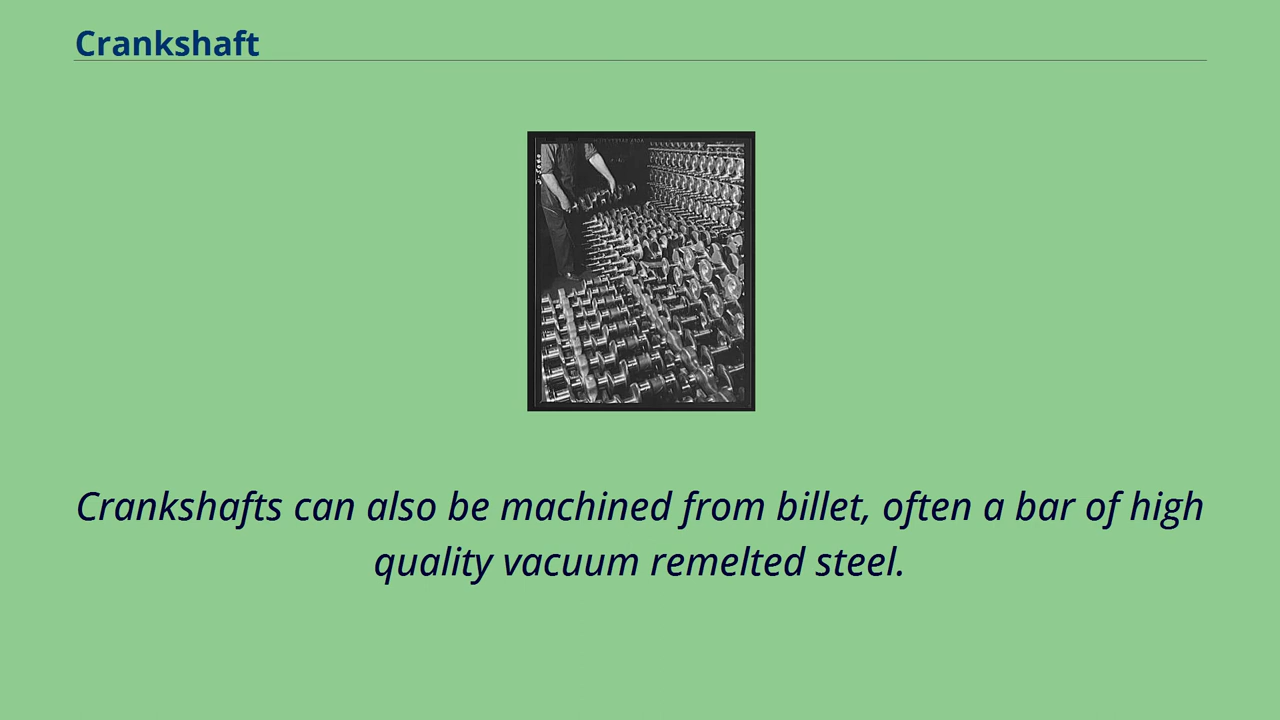 Crankshaft
Crankshafts can also be machined from billet, often a bar of high
quality vacuum remelted steel.